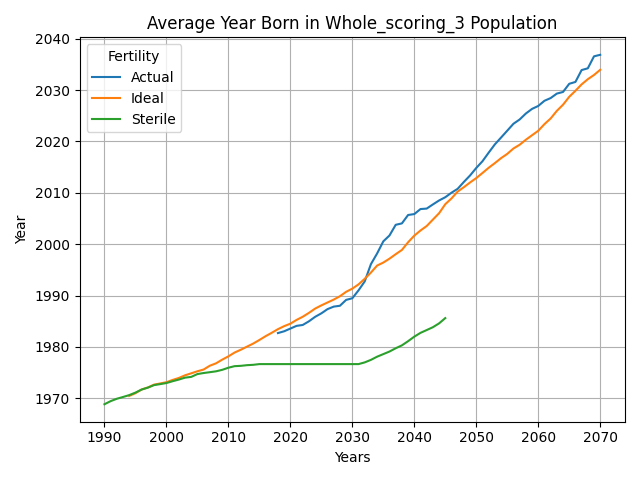 Average Year Born in Whole_scoring_3 Population
Year
2040
2030
2020
2010
2000
1990
1980
1970
Fertility
Actual
Ideal
Sterile
1990 2000 2010 2020 2030 2040 2050 2060 2070
Years